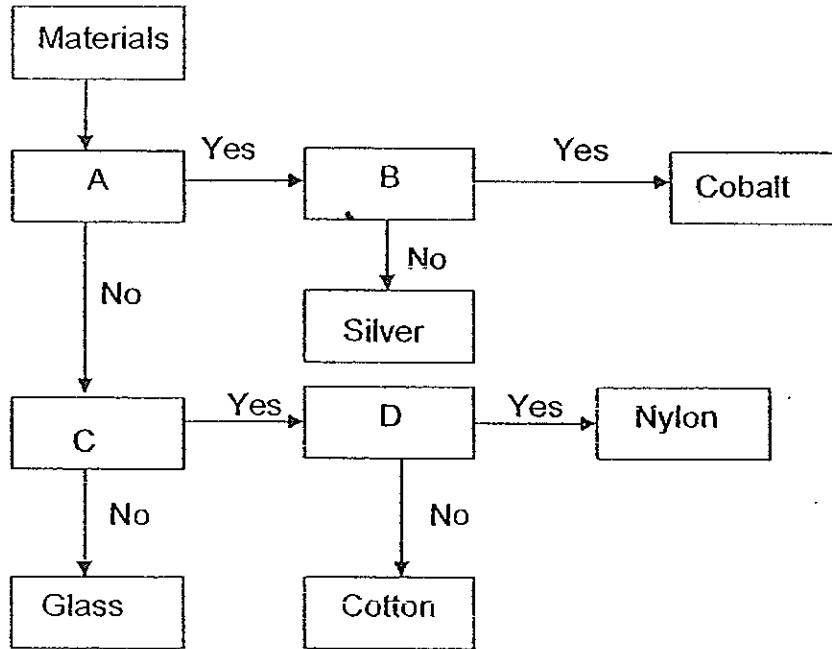 Materials
A
Yes
B
Yes
Cobalt
No
No
Silver
C
Yes
D
Yes
Nylon
No
No
Glass
Cotton